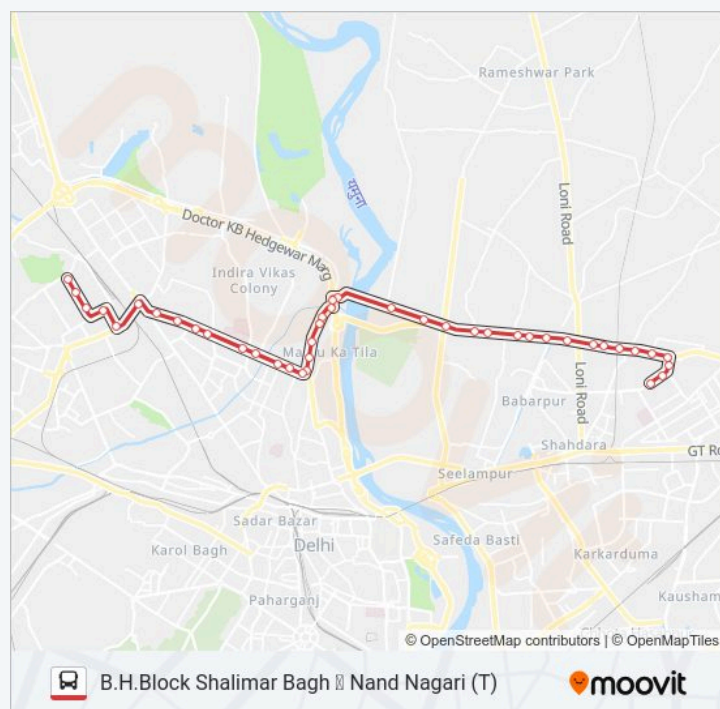 Rameshwar Park
Loni Road
Doctor KB Hedgewar Marg
Indira Vikas
Colony
Majnu Ka Tila
Babarpur
Loni Road
Shahdara
GT Ro
Seelampur
Sadar Bazar
Delhi
Safeda Basti
Karol Bagh
Karkarduma
Paharganj
Kausham
© OpenStreetMap contributors | © OpenMapTiles
B.H.Block Shalimar Bagh Nand Nagari (T)
moovit